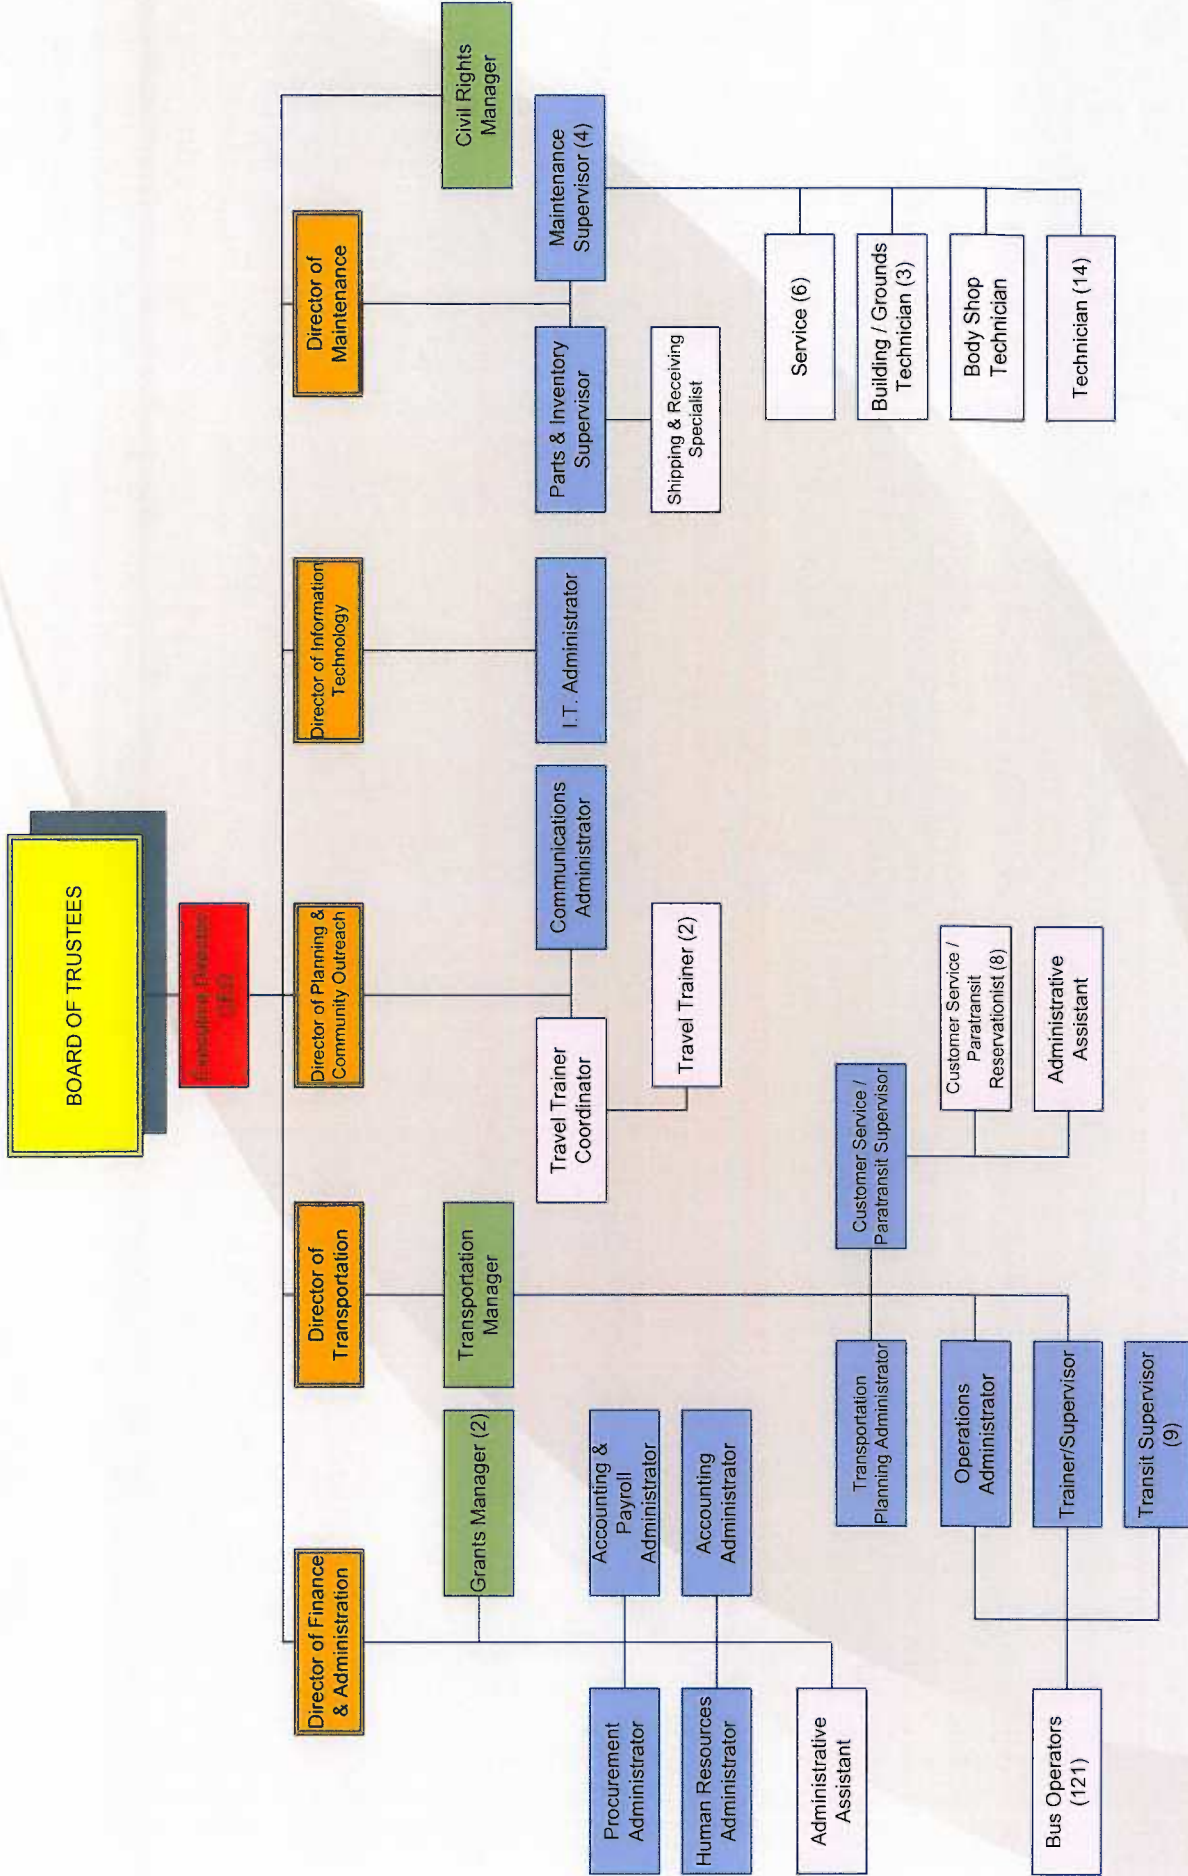 BOARD OF TRUSTEES
Executive Director
Director of Finance
& Administration
Director of
Transportation
Director of Planning &
Community Outreach
Director of Information
Technology
Director of
Maintenance
Grants Manager (2)
Transportation
Manager
Civil Rights
Manager
Procurement
Administrator
Accounting &
Payroll
Administrator
Human Resources
Administrator
Accounting
Administrator
Administrative
Assistant
Travel Trainer
Coordinator
Communications
Administrator
Travel Trainer (2)
I.T. Administrator
Parts & Inventory
Supervisor
Maintenance
Supervisor (4)
Shipping & Receiving
Specialist
Service (6)
Building / Grounds
Technician (3)
Body Shop
Technician
Technician (14)
Transportation
Planning Administrator
Customer Service /
Paratransit Supervisor
Operations
Administrator
Customer Service /
Paratransit
Reservationist (8)
Trainer/Supervisor
Administrative
Assistant
Transit Supervisor
(9)
Bus Operators
(121)